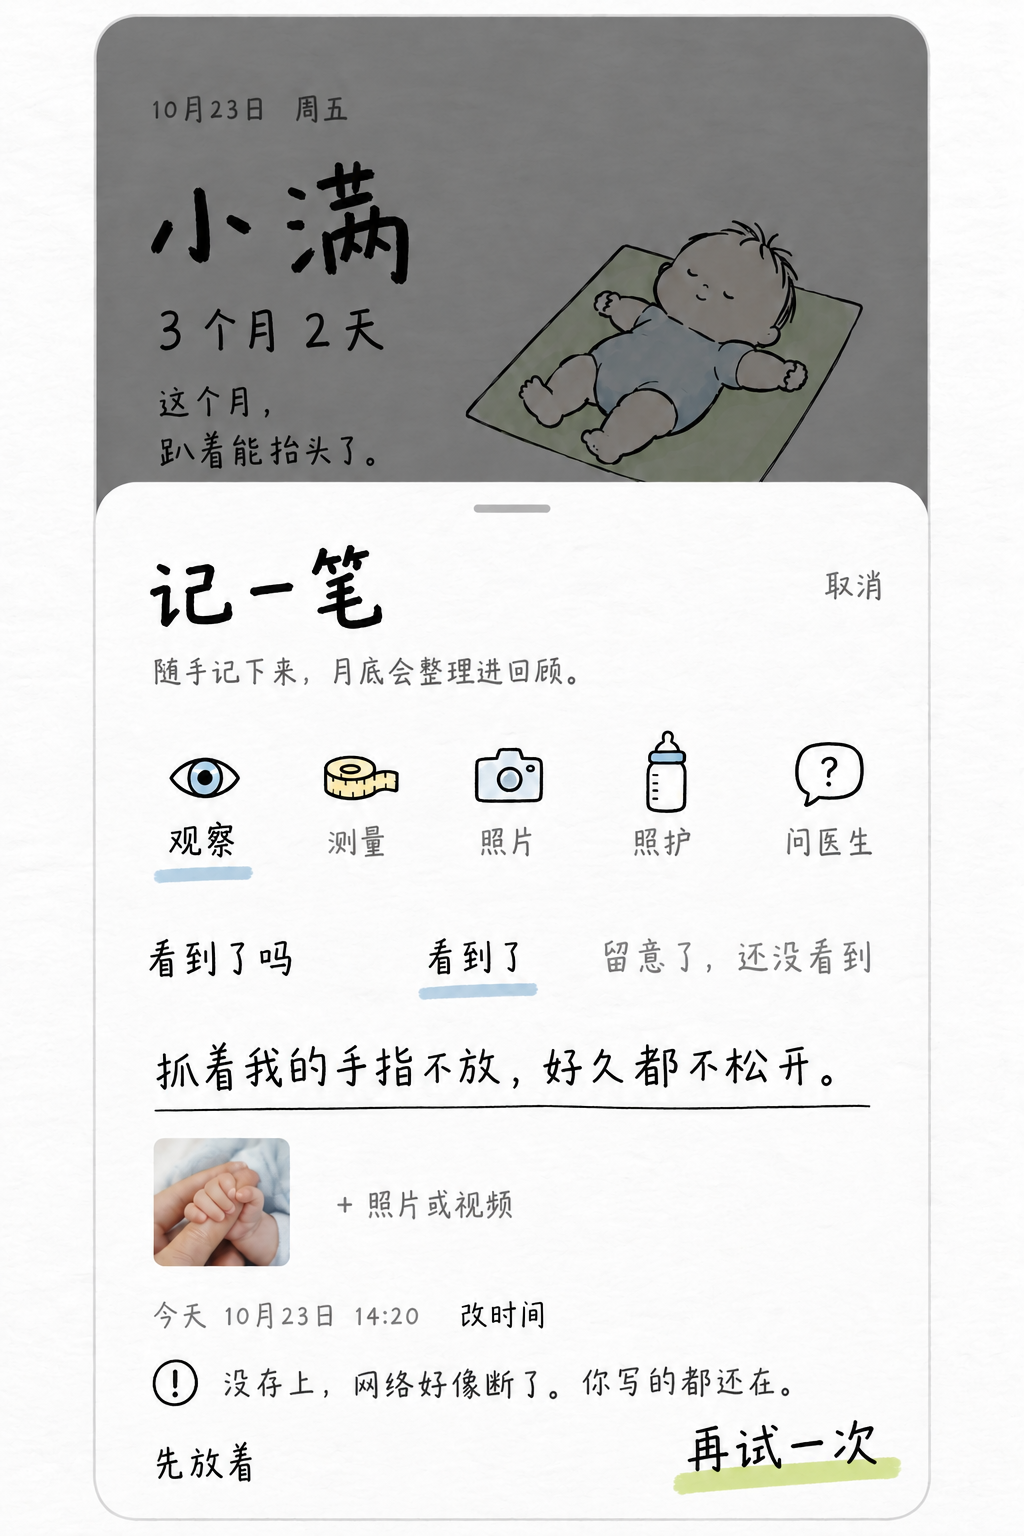 10月23日 周五
小满
3个月2天
这个月，
趴着能抬头了。
记一笔
取消
随手记下来，月底会整理进回顾。
观察 测量 照片 照护 问医生
看到了吗 看到了 留意了，还没看到
抓着我的手指不放，好久都不松开。
+ 照片或视频
今天 10月23日 14:20 改时间
! 没存上，网络好像断了。你写的都还在。
先放着 再试一次